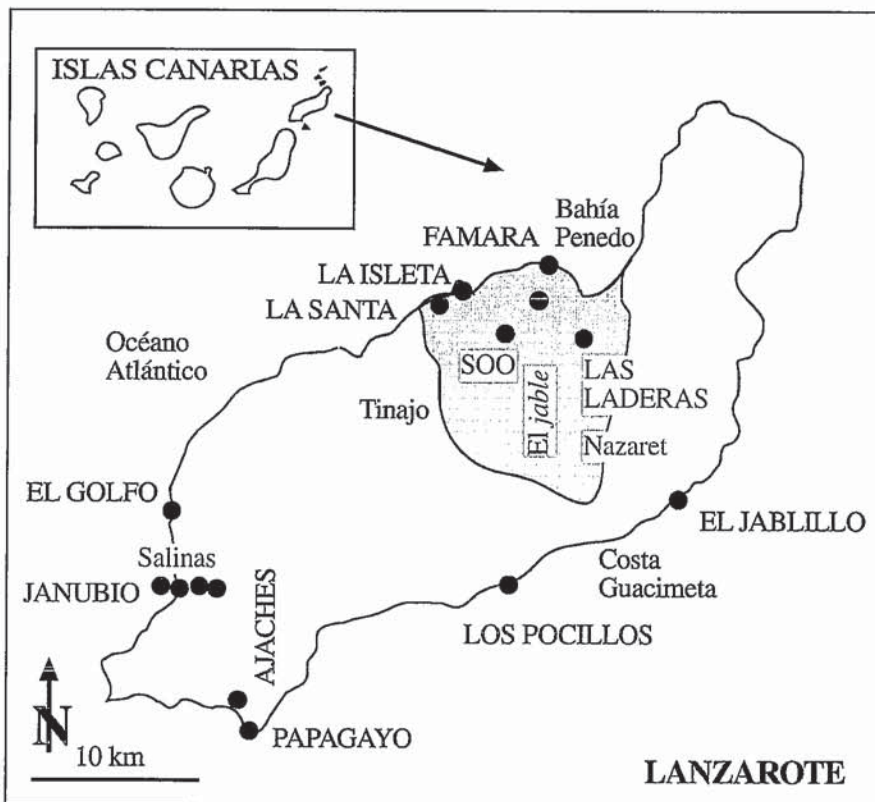 ISLAS CANARIAS
Bahía
Penedo
FAMARA
LA ISLETA
LA SANTA
Océano
Atlántico
SOO
El jable
LAS
LADERAS
Tinajo
Nazaret
EL GOLFO
EL JABLILLO
Salinas
JANUBIO
AJACHES
Costa
Guacimeta
LOS POCILLOS
N
PAPAGAYO
10 km
LANZAROTE